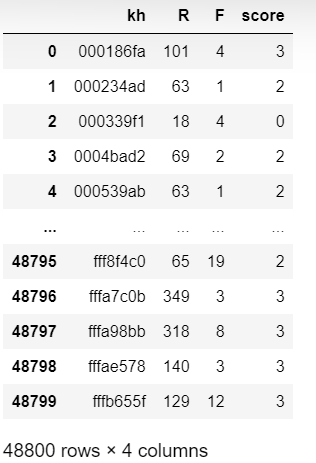 kh R F score
0 000186fa 101 4 3
1 000234ad 63 1 2
2 000339f1 18 4 0
3 0004bad2 69 2 2
4 000539ab 63 1 2
... ... ... ... ...
48795 fff8f4c0 65 19 2
48796 fffa7c0b 349 3 3
48797 fffa98bb 318 8 3
48798 fffae578 140 3 3
48799 fffb655f 129 12 3
48800 rows × 4 columns